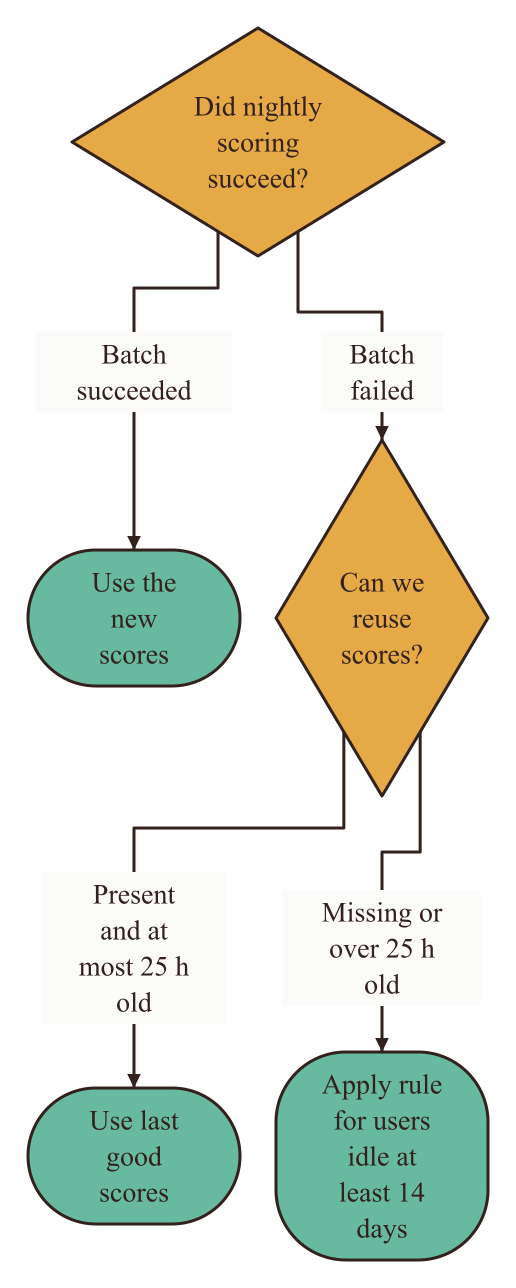 Did nightly
scoring
succeed?
Batch
succeeded
Batch
failed
Use the
new
scores
Can we
reuse
scores?
Present
and at
most 25 h
old
Missing or
over 25 h
old
Use last
good
scores
Apply rule
for users
idle at
least 14
days